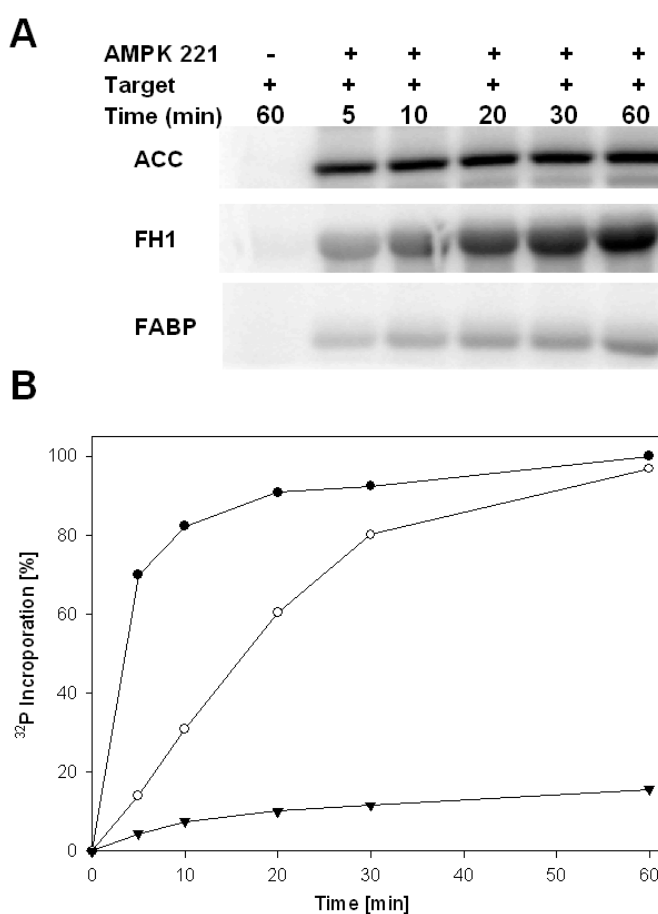 A
AMPK 221 - + + + + +
Target + + + + + +
Time (min) 60 5 10 20 30 60
ACC
FH1
FABP
B
100
80
60
40
20
0
³²P Incroporation [%]
0 10 20 30 40 50 60
Time [min]